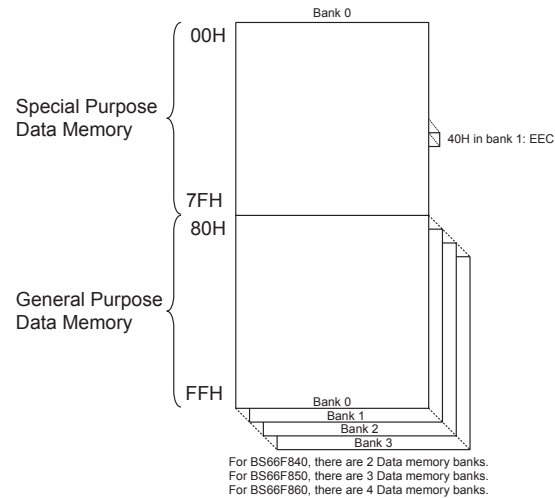 Bank 0
00H
Special Purpose
Data Memory
40H in bank 1: EEC
7FH
80H
General Purpose
Data Memory
FFH
Bank 0
Bank 1
Bank 2
Bank 3
For BS66F840, there are 2 Data memory banks.
For BS66F850, there are 3 Data memory banks.
For BS66F860, there are 4 Data memory banks.